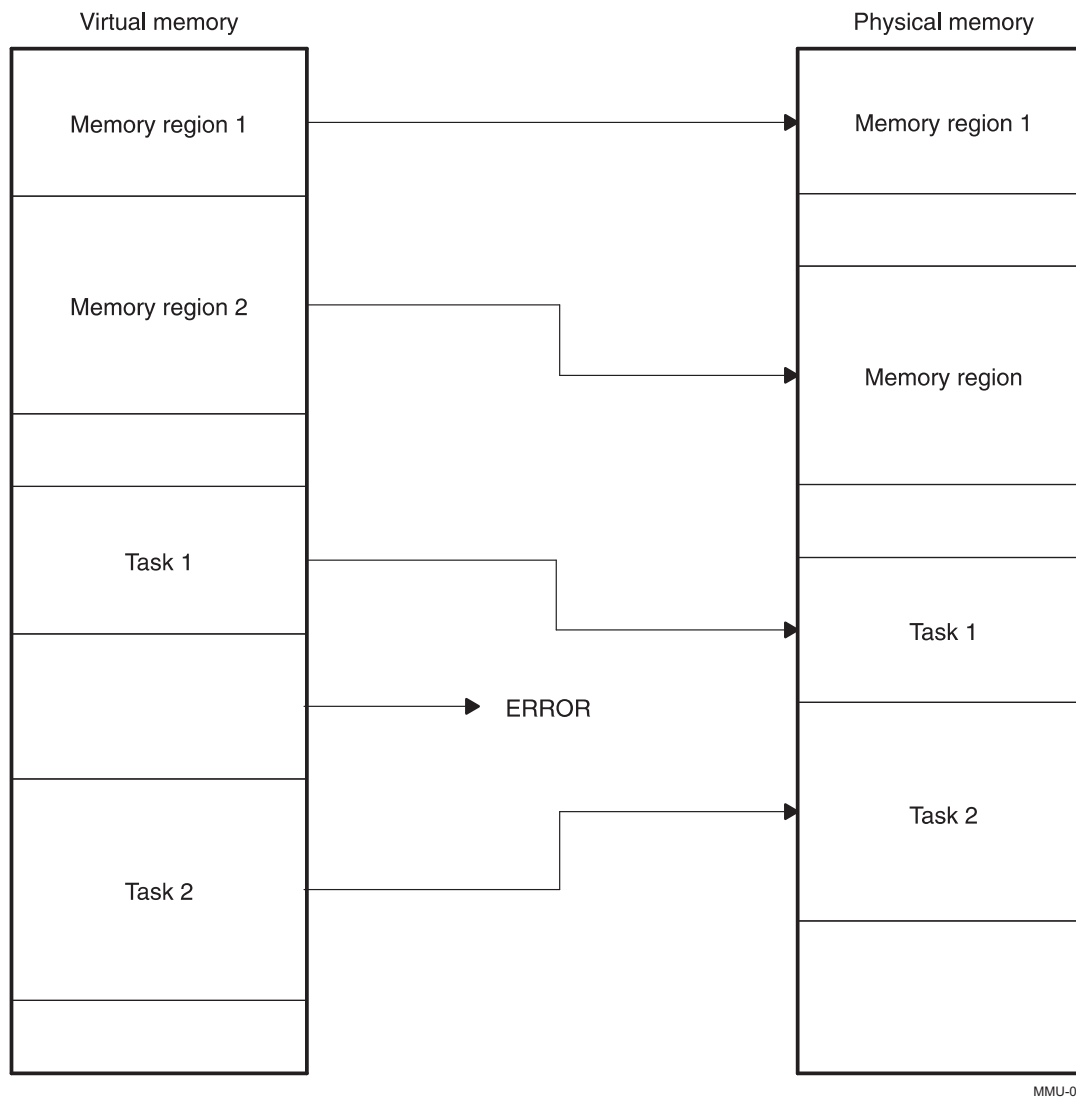 Virtual memory
Physical memory
Memory region 1
Memory region 1
Memory region 2
Memory region
Task 1
Task 1
ERROR
Task 2
Task 2
MMU-0